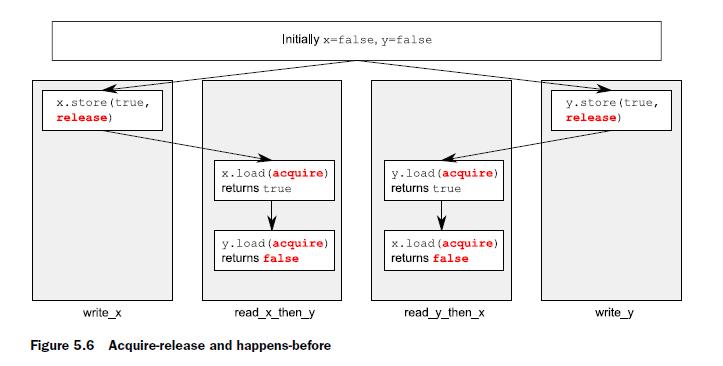 Initially x=false, y=false
x.store(true,
release)
y.store(true,
release)
x.load(acquire)
returns true
y.load(acquire)
returns true
y.load(acquire)
returns false
x.load(acquire)
returns false
write_x
read_x_then_y
read_y_then_x
write_y
Figure 5.6 Acquire-release and happens-before